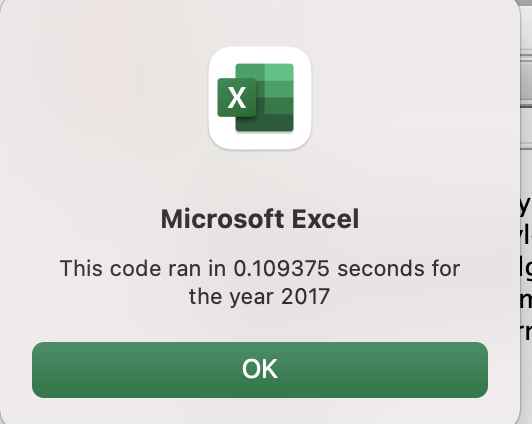 X
Microsoft Excel
This code ran in 0.109375 seconds for
the year 2017
OK